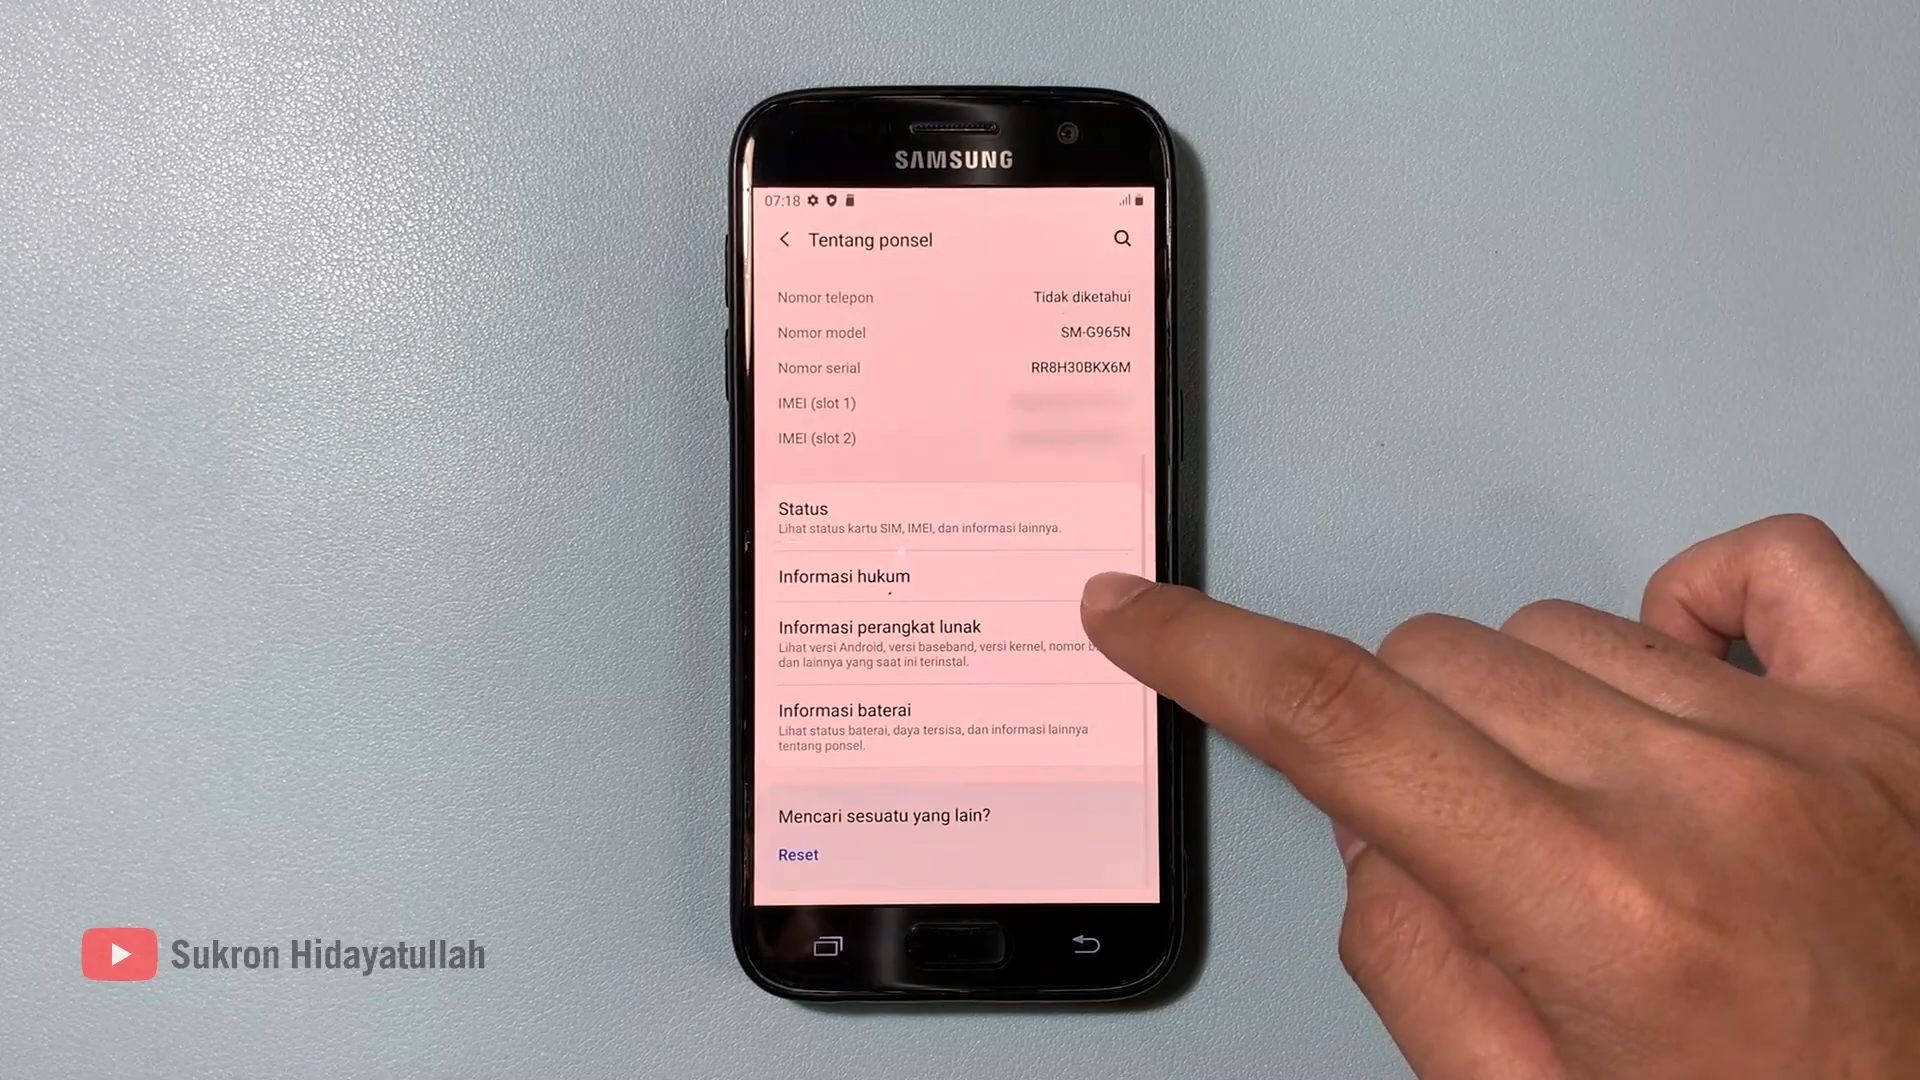 SAMSUNG
07:18
Tentang ponsel
Nomor telepon Tidak diketahui
Nomor model SM-G965N
Nomor serial RR8H30BKX6M
IMEI (slot 1)
IMEI (slot 2)
Status
Lihat status kartu SIM, IMEI, dan informasi lainnya.
Informasi hukum
Informasi perangkat lunak
Lihat versi Android, versi baseband, versi kernel, nomor
dan lainnya yang saat ini terinstal.
Informasi baterai
Lihat status baterai, daya tersisa, dan informasi lainnya
tentang ponsel.
Mencari sesuatu yang lain?
Reset
Sukron Hidayatullah